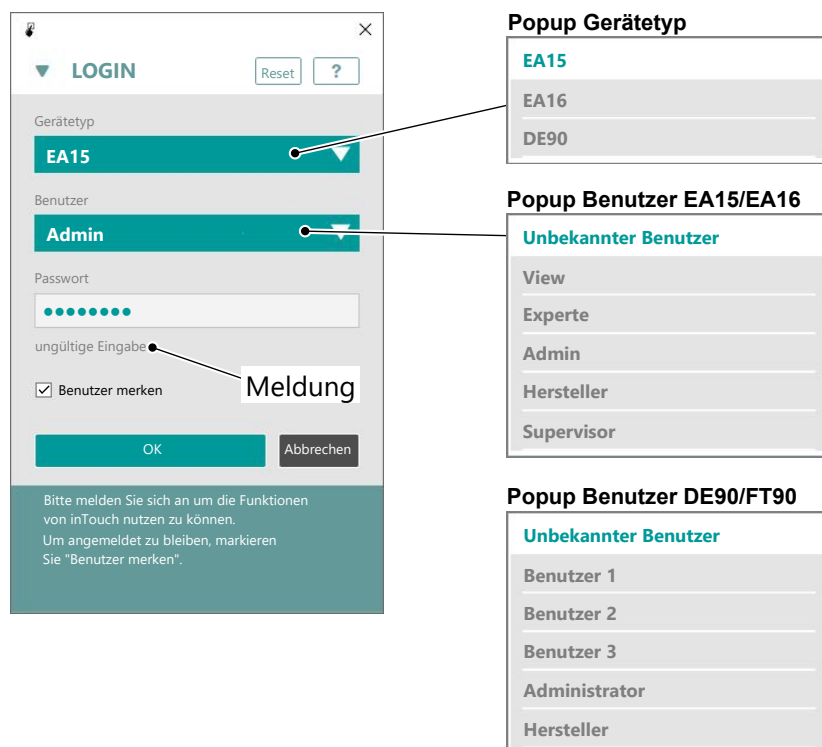 LOGIN
Reset
?
Gerätetyp
EA15
Benutzer
Admin
Passwort
●●●●●●●●
ungültige Eingabe
Meldung
Benutzer merken
OK
Abbrechen
Bitte melden Sie sich an um die Funktionen
von inTouch nutzen zu können.
Um angemeldet zu bleiben, markieren
Sie "Benutzer merken".
Popup Gerätetyp
EA15
EA16
DE90
Popup Benutzer EA15/EA16
Unbekannter Benutzer
View
Experte
Admin
Hersteller
Supervisor
Popup Benutzer DE90/FT90
Unbekannter Benutzer
Benutzer 1
Benutzer 2
Benutzer 3
Administrator
Hersteller